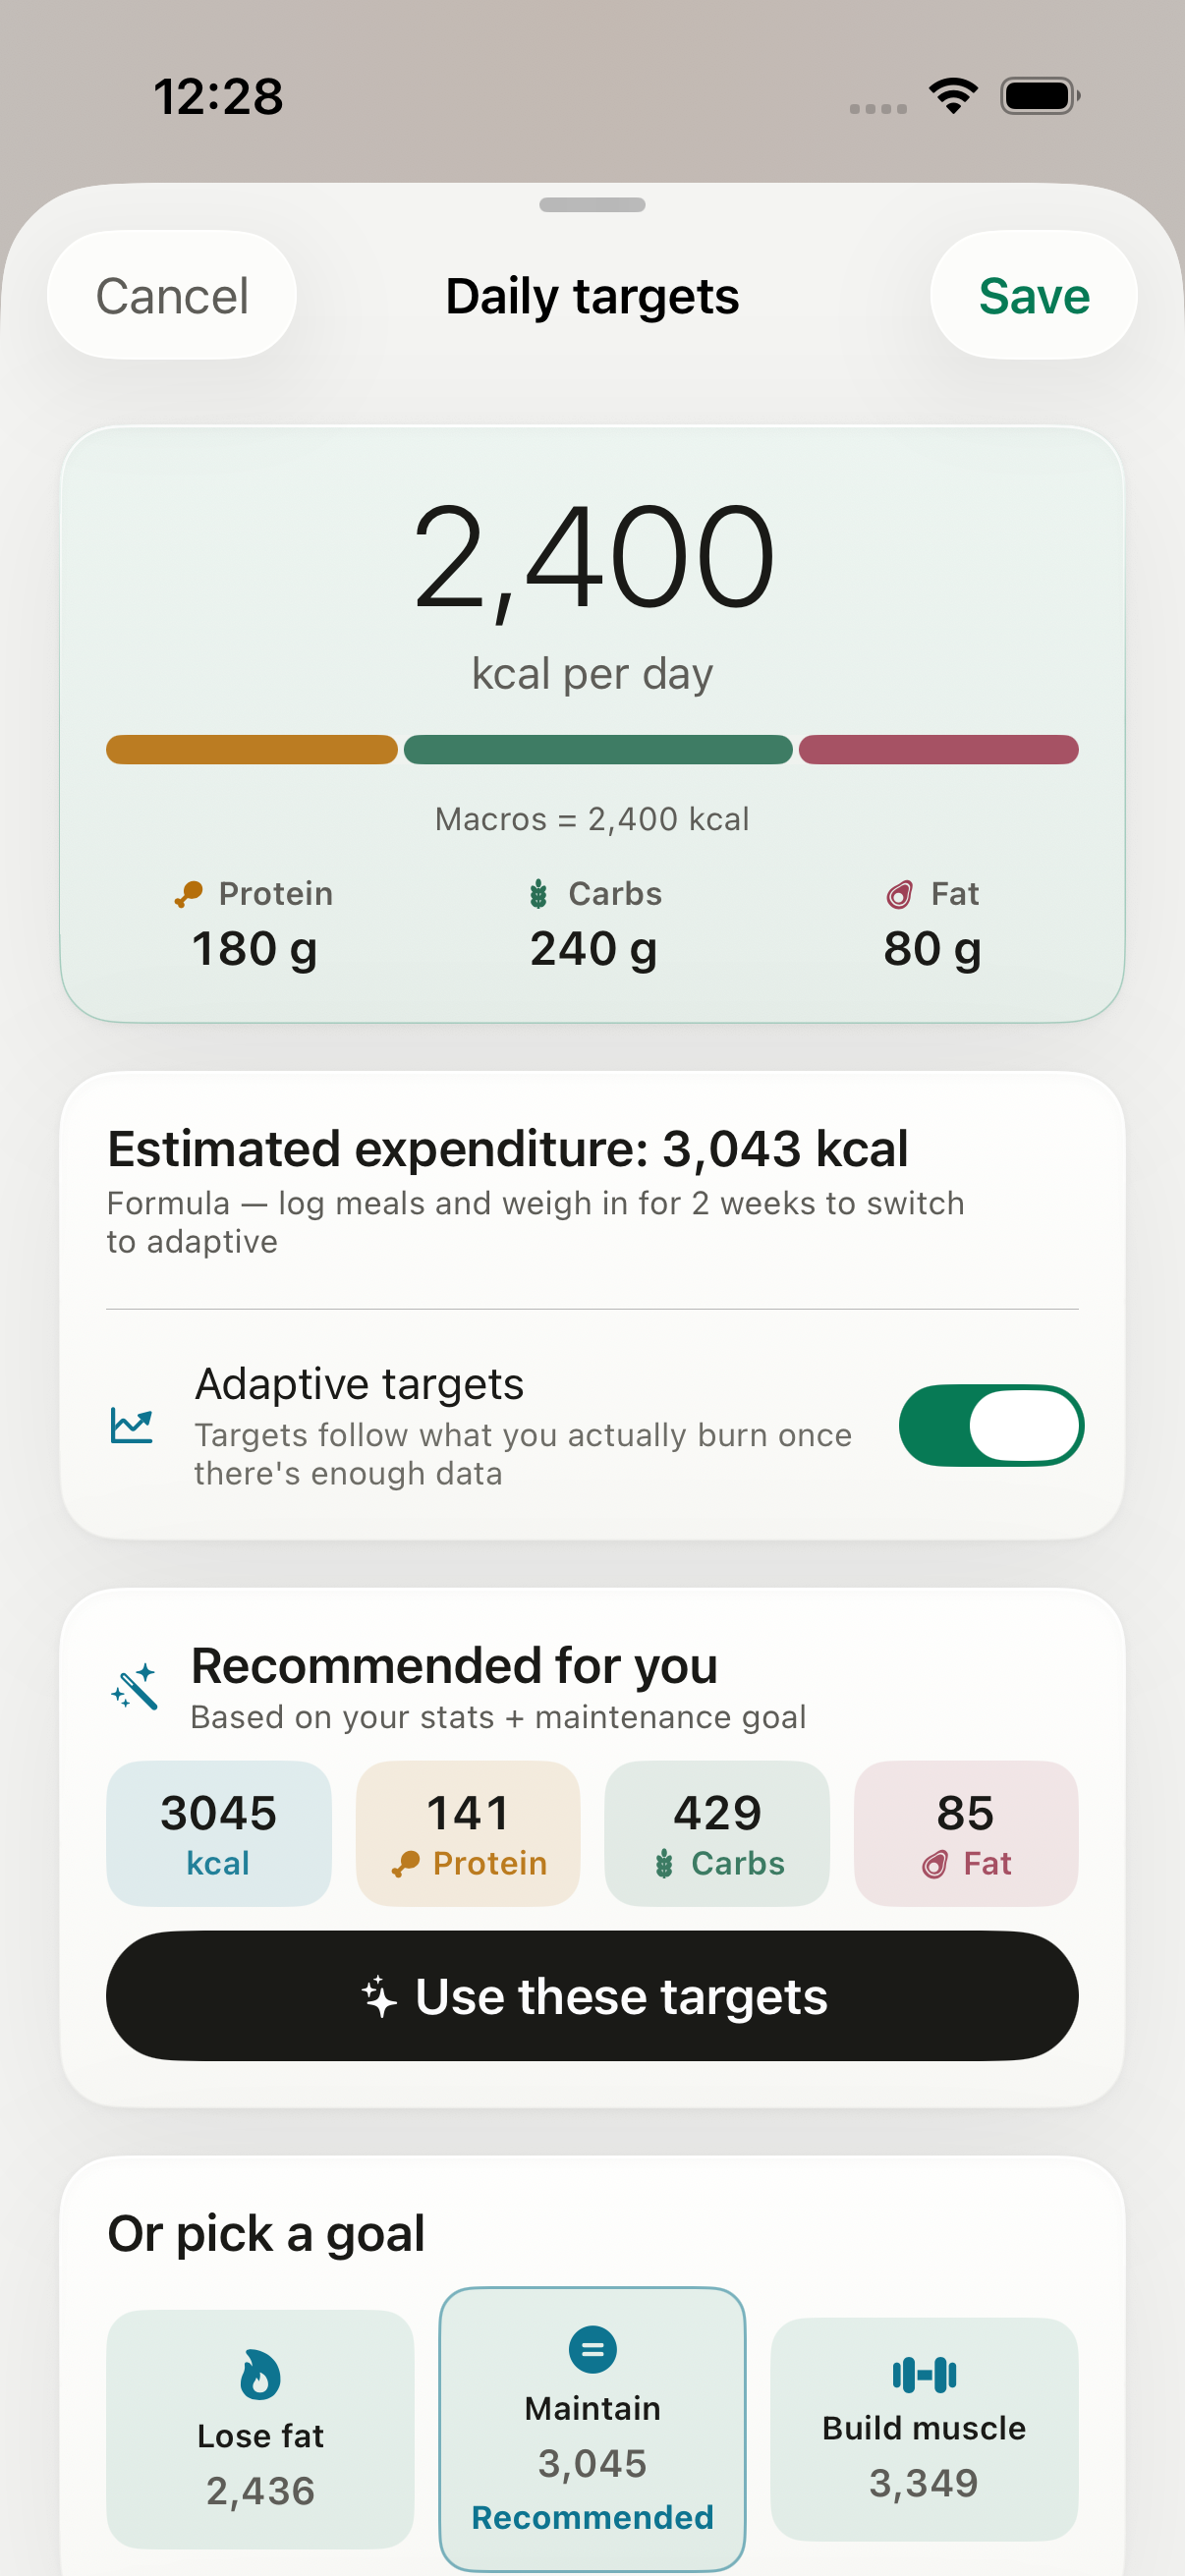 12:28
Cancel
Daily targets
Save
2,400
kcal per day
Macros = 2,400 kcal
Protein
Carbs
Fat
180 g
240 g
80 g
Estimated expenditure: 3,043 kcal
Formula — log meals and weigh in for 2 weeks to switch
to adaptive
Adaptive targets
Targets follow what you actually burn once
there's enough data
Recommended for you
Based on your stats + maintenance goal
3045
kcal
141
Protein
429
Carbs
85
Fat
Use these targets
Or pick a goal
Lose fat
2,436
Maintain
3,045
Recommended
Build muscle
3,349